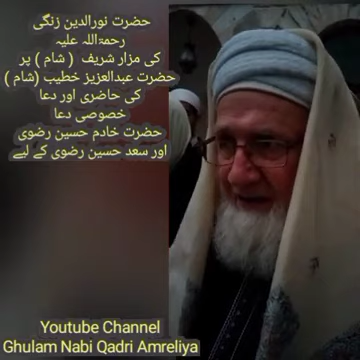 حضرت نورالدین زنگی
رحمۃاللہ علیہ
کی مزار شریف ( شام ) پر
حضرت عبدالعزیز خطیب (شام )
کی حاضری اور دعا
خصوصی دعا
حضرت خادم حسین رضوی
اور سعد حسین رضوی کے لیے
Youtube Channel
Ghulam Nabi Qadri Amreliya